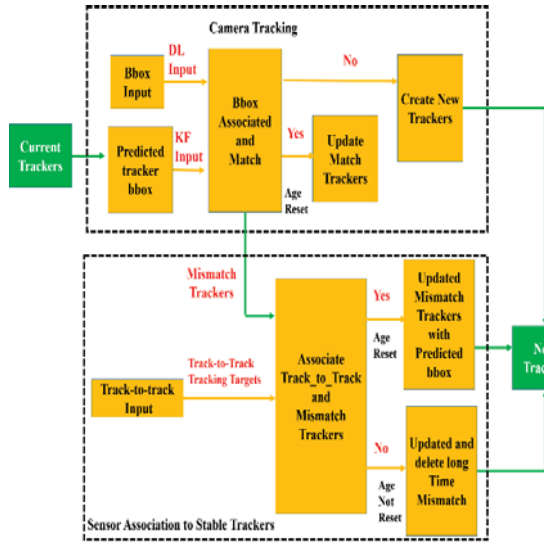 Camera Tracking
DL
Input
Bbox
Input
No
Bbox
Associated
and
Match
Create New
Trackers
Current
Trackers
Predicted
tracker
bbox
KF
Input
Yes
Update
Match
Trackers
Age
Reset
Mismatch
Trackers
Track-to-Track
Tracking Targets
Track-to-track
Input
Associate
Track_to_Track
and
Mismatch
Trackers
Yes
Age
Reset
Updated
Mismatch
Trackers
with
Predicted
bbox
No
Age
Not
Reset
Updated and
delete long
Time
Mismatch
Sensor Association to Stable Trackers